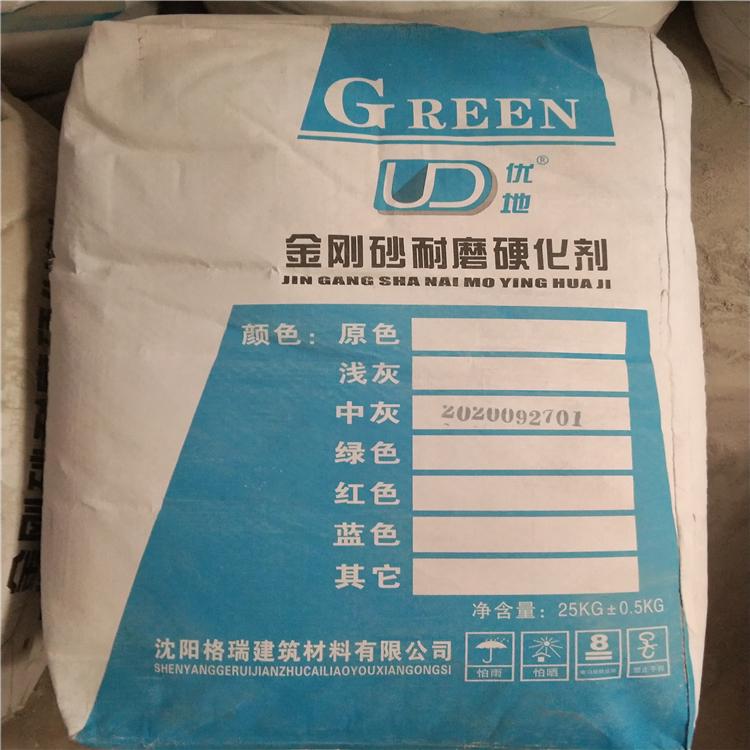 GREEN
UD 优地®
金刚砂耐磨硬化剂
JIN GANG SHA NAI MO YING HUA JI
颜色：原色
浅灰
中灰 2020092701
绿色
红色
蓝色
其它
净含量：25KG±0.5KG
沈阳格瑞建筑材料有限公司
SHENYANGGERUIJIANZHUCAILIAOYOUXIANGONGSI
怕雨 怕晒 8